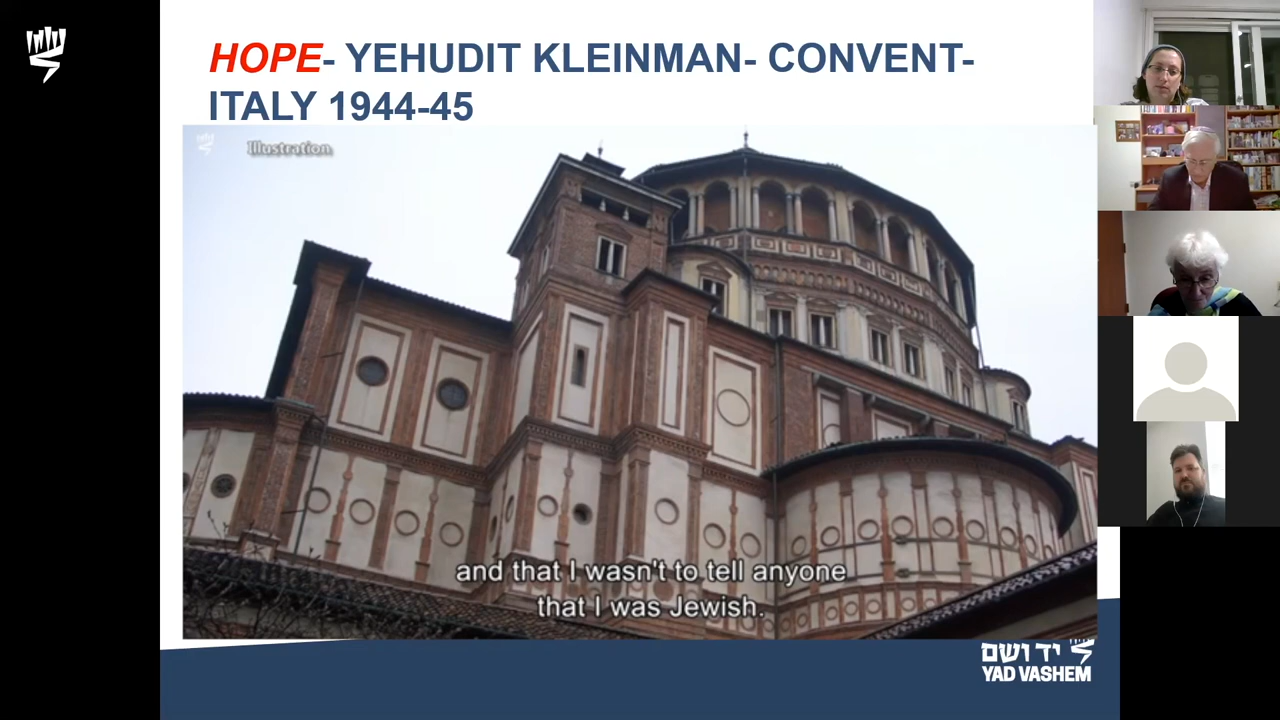 HOPE- YEHUDIT KLEINMAN- CONVENT-
ITALY 1944-45
Illustration
and that I wasn't to tell anyone
that I was Jewish.
יד ושם
YAD VASHEM